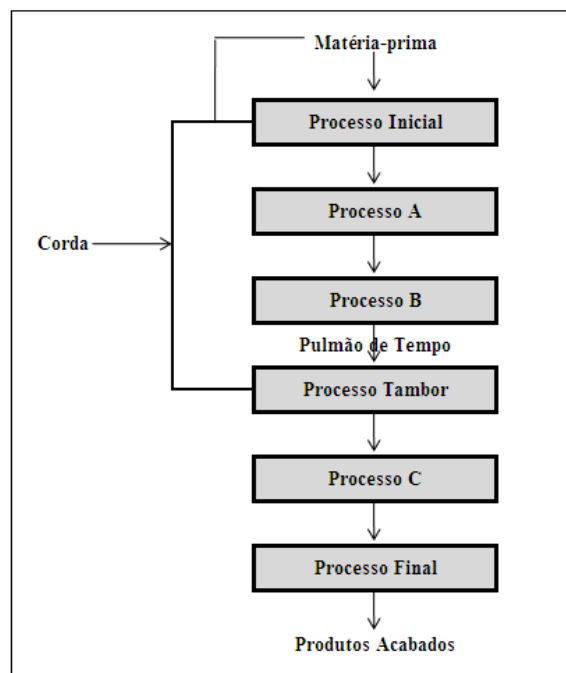 Matéria-prima
Processo Inicial
Processo A
Corda
Processo B
Pulmão de Tempo
Processo Tambor
Processo C
Processo Final
Produtos Acabados